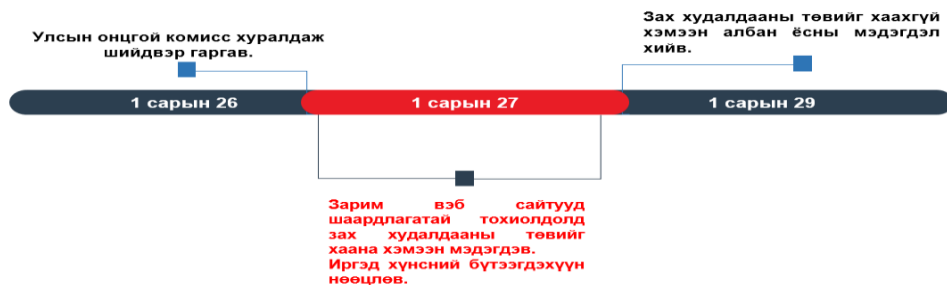 Улсын онцгой комисс хуралдаж
шийдвэр гаргав.
Зах худалдааны төвийг хаахгүй
хэмээн албан ёсны мэдэгдэл
хийв.
1 сарын 26
1 сарын 27
1 сарын 29
Зарим вэб сайтууд
шаардлагатай тохиолдолд
зах худалдааны төвийг
хаана хэмээн мэдэгдэв.
Иргэд хүнсний бүтээгдэхүүн
нөөцлөв.